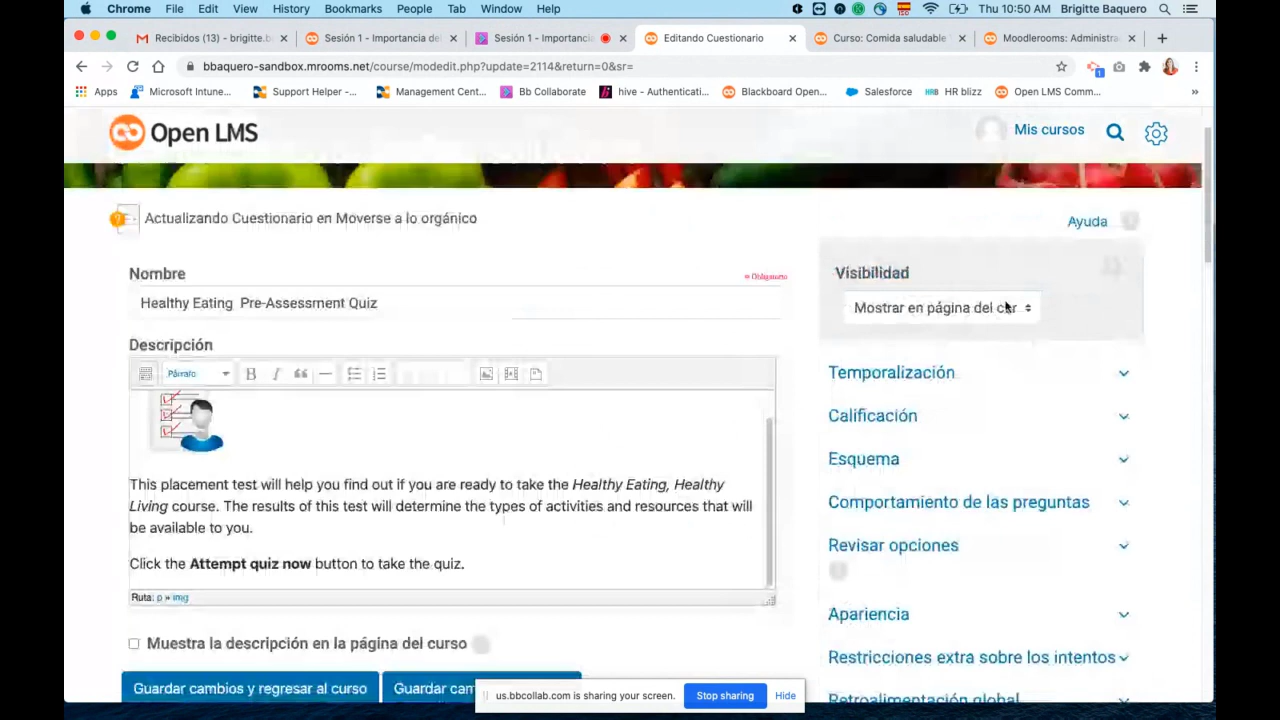 Chrome File Edit View History Bookmarks People Tab Window Help Thu 10:50 AM Brigitte Baquero
Recibidos (13) - brigitte.b Sesión 1 - Importancia de Sesión 1 - Importancia Editando Cuestionario Curso: Comida saludable Moodlerooms: Administra
bbaquero-sandbox.mrooms.net/course/modedit.php?update=2114&return=0&sr=
Apps Microsoft Intune... Support Helper -... Management Cent... Bb Collaborate hive - Authenticati... Blackboard Open... Salesforce HRB HR blizz Open LMS Comm... »
Open LMS Mis cursos
Actualizando Cuestionario en Moverse a lo orgánico
Ayuda
Nombre
= Obligatorio
Healthy Eating Pre-Assessment Quiz
Descripción
Párrafo
This placement test will help you find out if you are ready to take the Healthy Eating, Healthy
Living course. The results of this test will determine the types of activities and resources that will
be available to you.
Click the Attempt quiz now button to take the quiz.
Ruta: p » img
Muestra la descripción en la página del curso
Guardar cambios y regresar al curso Guardar cam
Visibilidad
Mostrar en página del cur
Temporalización
Calificación
Esquema
Comportamiento de las preguntas
Revisar opciones
Apariencia
Restricciones extra sobre los intentos
Retroalimentación global
us.bbcollab.com is sharing your screen. Stop sharing Hide